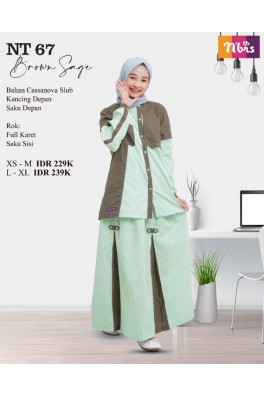 NT 67
Brown Sage
Nbrs
Bahan Cassanova Slub
Kancing Depan
Saku Depan
Rok:
Full Karet
Saku Sisi
XS - M IDR 229K
L - XL IDR 239K